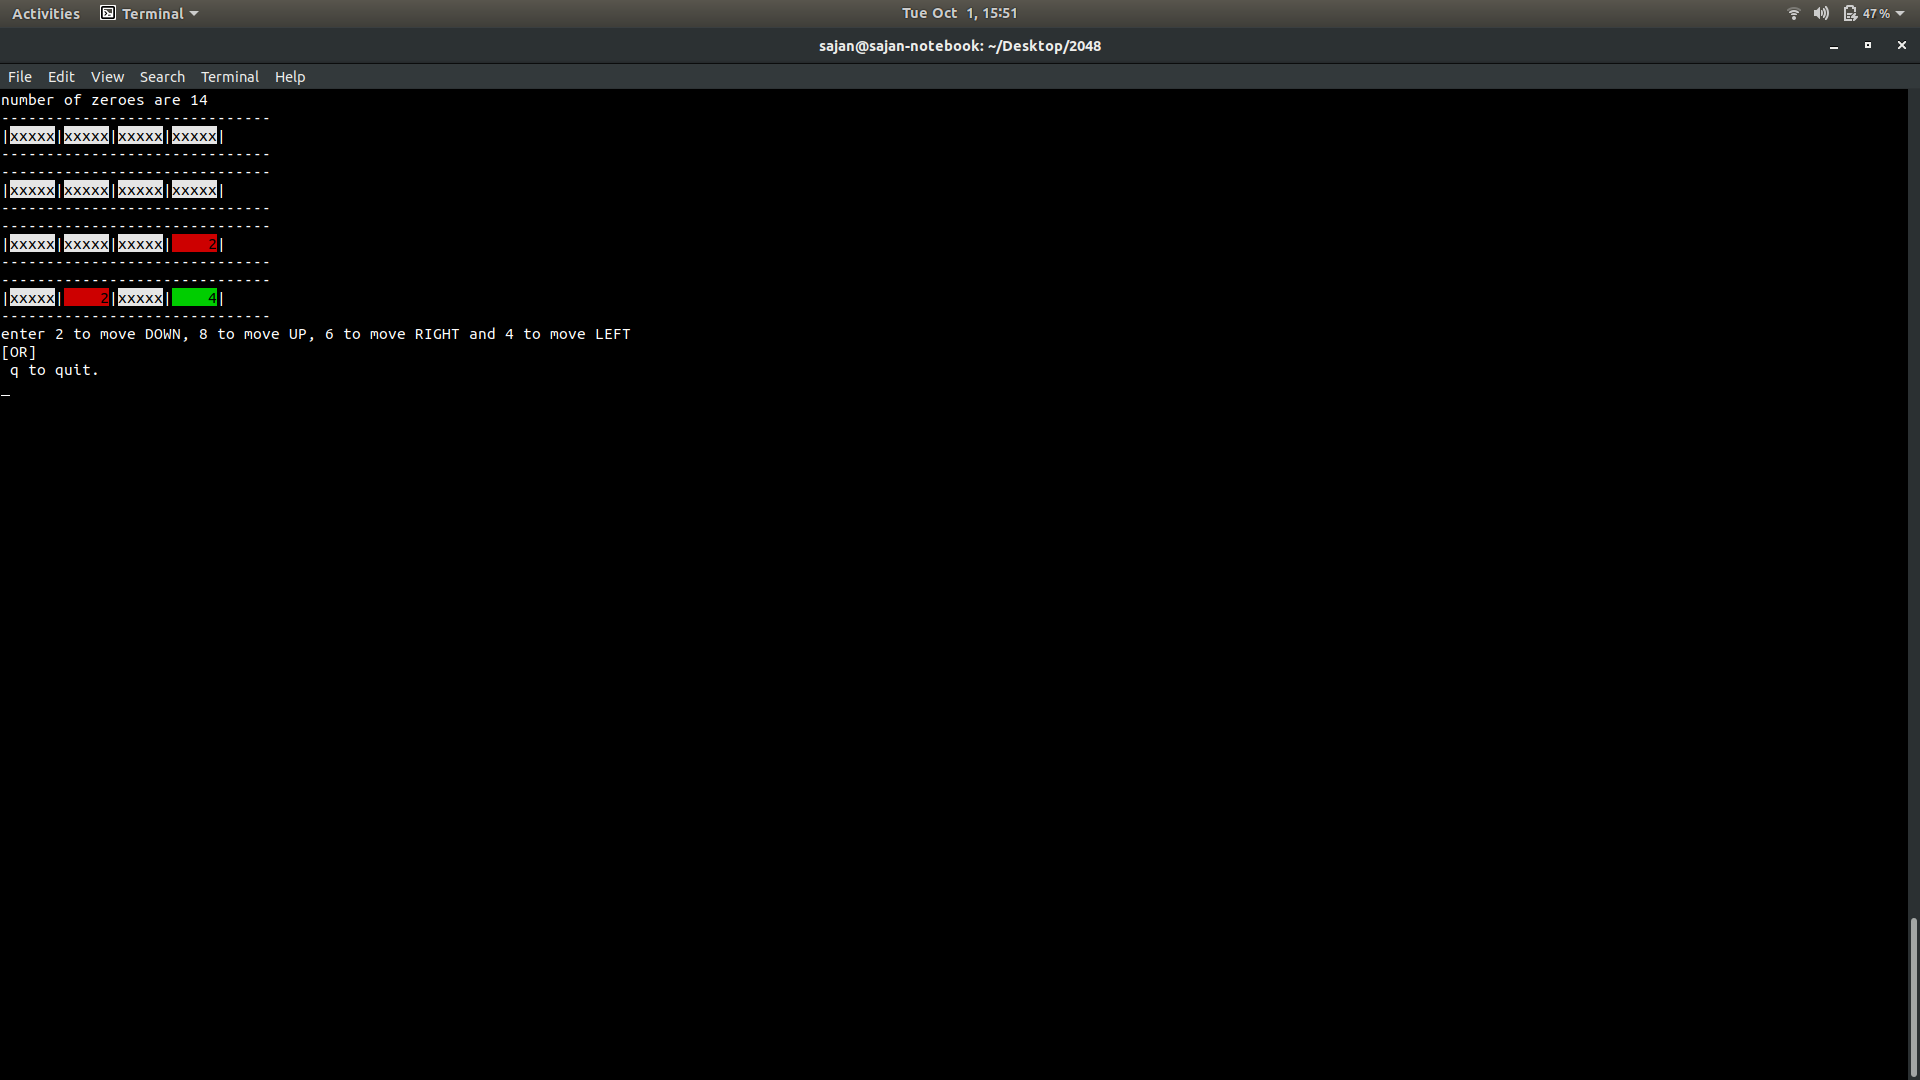 Activities Terminal Tue Oct 1, 15:51 47%
sajan@sajan-notebook: ~/Desktop/2048
File Edit View Search Terminal Help
number of zeroes are 14
------------------------------
|xxxxx|xxxxx|xxxxx|xxxxx|
------------------------------
------------------------------
|xxxxx|xxxxx|xxxxx|xxxxx|
------------------------------
------------------------------
|xxxxx|xxxxx|xxxxx|    2|
------------------------------
------------------------------
|xxxxx|    2|xxxxx|    4|
------------------------------
enter 2 to move DOWN, 8 to move UP, 6 to move RIGHT and 4 to move LEFT
[OR]
 q to quit.
_